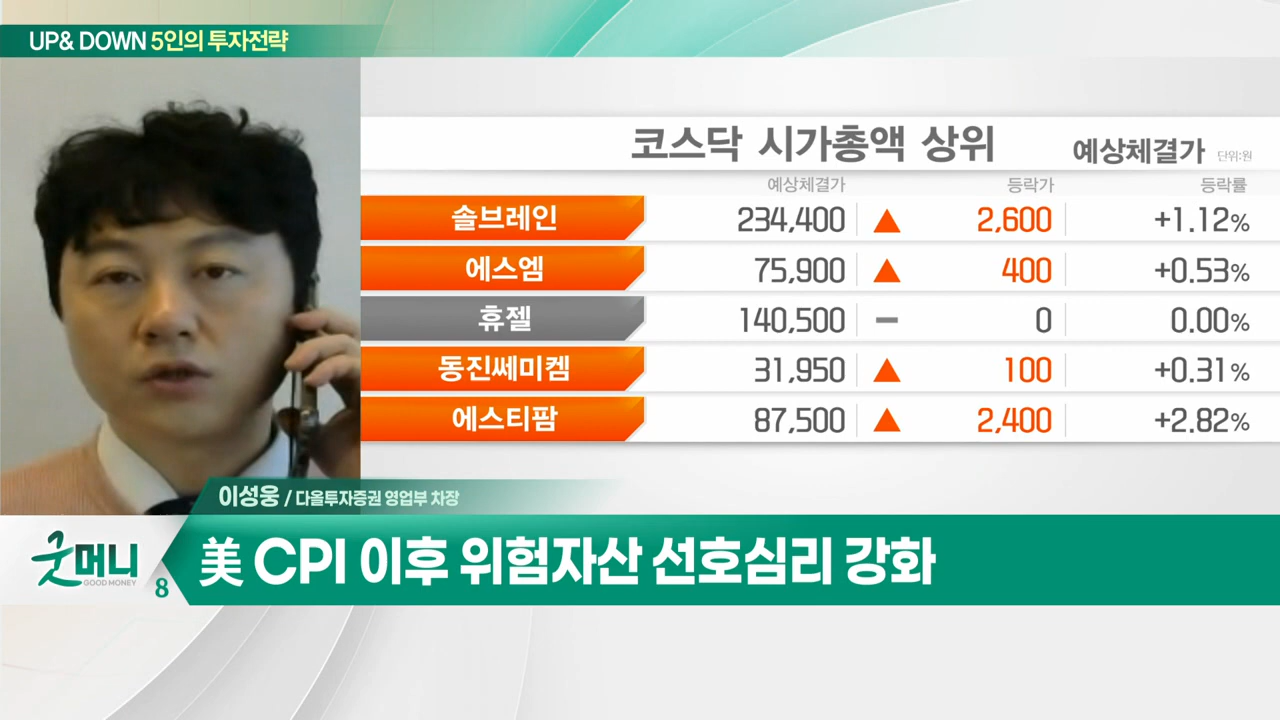 UP& DOWN 5인의 투자전략
코스닥 시가총액 상위 예상체결가 단위:원
예상체결가 등락가 등락률
솔브레인 234,400 ▲ 2,600 +1.12%
에스엠 75,900 ▲ 400 +0.53%
휴젤 140,500 - 0 0.00%
동진쎄미켐 31,950 ▲ 100 +0.31%
에스티팜 87,500 ▲ 2,400 +2.82%
이성웅 / 다올투자증권 영업부 차장
굿머니 GOOD MONEY 8
美 CPI 이후 위험자산 선호심리 강화